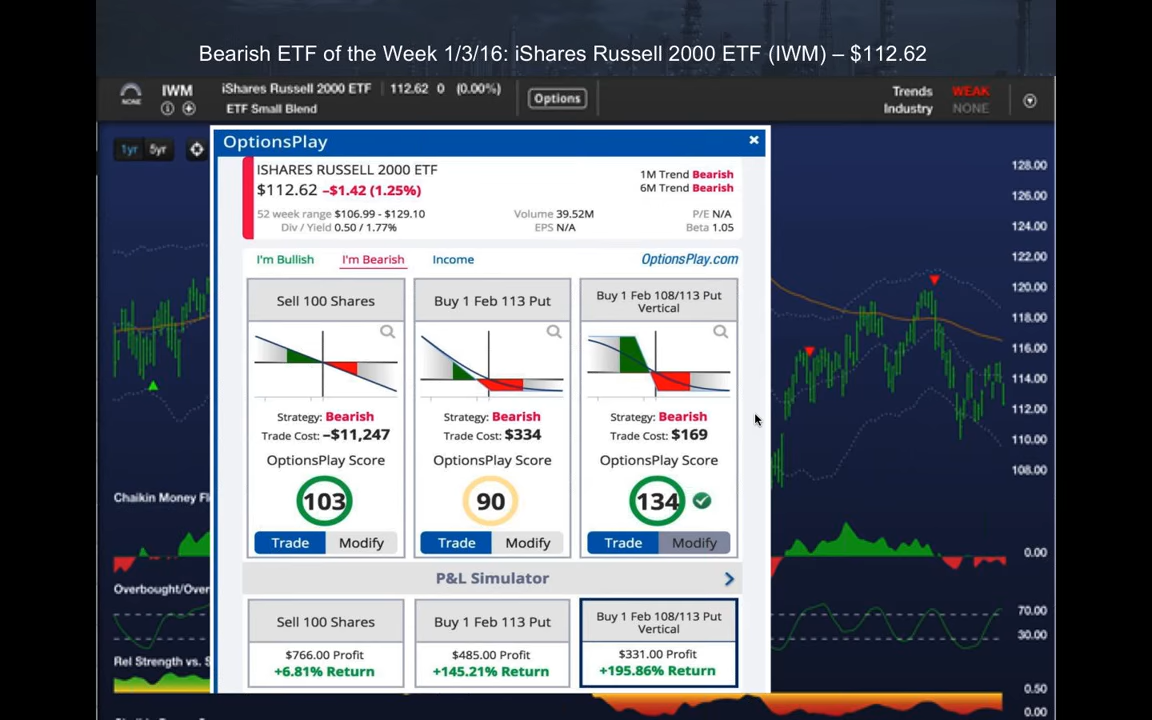 Bearish ETF of the Week 1/3/16: iShares Russell 2000 ETF (IWM) – $112.62
NONE
IWM
iShares Russell 2000 ETF | 112.62 0 (0.00%)
ETF Small Blend
Options
Trends WEAK
Industry NONE
1yr 5yr
OptionsPlay
ISHARES RUSSELL 2000 ETF
$112.62 –$1.42 (1.25%)
1M Trend Bearish
6M Trend Bearish
52 week range $106.99 - $129.10
Volume 39.52M
P/E N/A
Div / Yield 0.50 / 1.77%
EPS N/A
Beta 1.05
I'm Bullish I'm Bearish Income OptionsPlay.com
Sell 100 Shares
Strategy: Bearish
Trade Cost: –$11,247
OptionsPlay Score
103
Trade Modify
Buy 1 Feb 113 Put
Strategy: Bearish
Trade Cost: $334
OptionsPlay Score
90
Trade Modify
Buy 1 Feb 108/113 Put
Vertical
Strategy: Bearish
Trade Cost: $169
OptionsPlay Score
134
Trade Modify
P&L Simulator
Sell 100 Shares
$766.00 Profit
+6.81% Return
Buy 1 Feb 113 Put
$485.00 Profit
+145.21% Return
Buy 1 Feb 108/113 Put
Vertical
$331.00 Profit
+195.86% Return
128.00
126.00
124.00
122.00
120.00
118.00
116.00
114.00
112.00
110.00
108.00
Chaikin Money Fl
0.00
Overbought/Over
70.00
30.00
Rel Strength vs. S
0.50
0.00